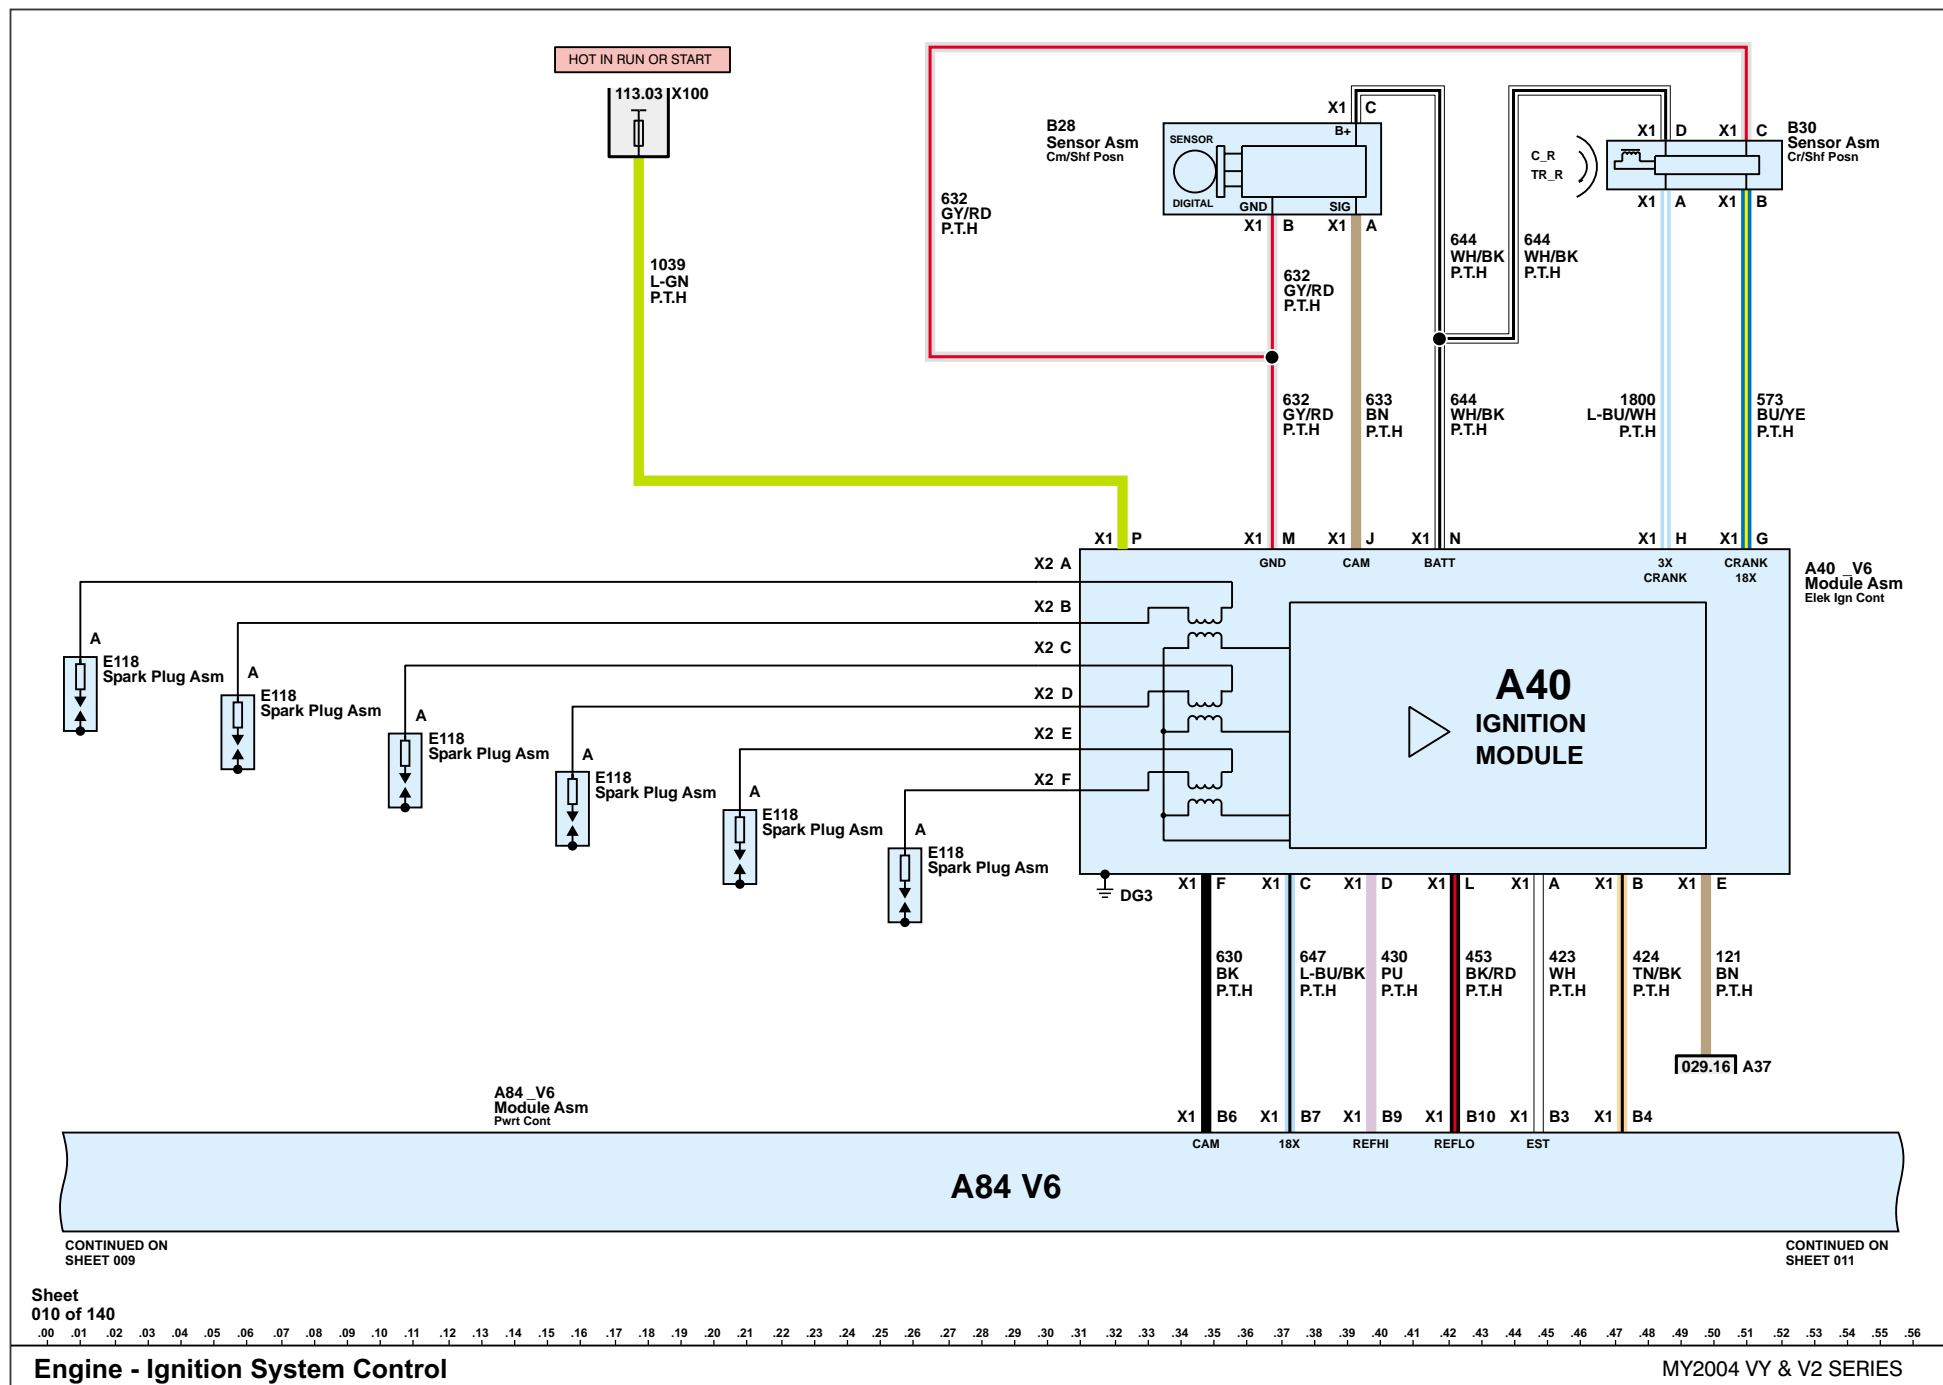 HOT IN RUN OR START
113.03 X100
1039
L-GN
P.T.H
632
GY/RD
P.T.H
B28
Sensor Asm
Cm/Shf Posn
X1 C
B+
SENSOR
DIGITAL
GND
SIG
X1 B
X1 A
632
GY/RD
P.T.H
644
WH/BK
P.T.H
644
WH/BK
P.T.H
C_R
TR_R
X1 D
X1 C
B30
Sensor Asm
Cr/Shf Posn
X1 A
X1 B
632
GY/RD
P.T.H
633
BN
P.T.H
644
WH/BK
P.T.H
1800
L-BU/WH
P.T.H
573
BU/YE
P.T.H
X1 P
X1 M
X1 J
X1 N
X1 H
X1 G
GND
CAM
BATT
3X
CRANK
CRANK
18X
A40 _V6
Module Asm
Elek Ign Cont
X2 A
X2 B
X2 C
X2 D
X2 E
X2 F
A40
IGNITION
MODULE
A
E118
Spark Plug Asm
A
E118
Spark Plug Asm
A
E118
Spark Plug Asm
A
E118
Spark Plug Asm
A
E118
Spark Plug Asm
A
E118
Spark Plug Asm
DG3
X1 F
X1 C
X1 D
X1 L
X1 A
X1 B
X1 E
630
BK
P.T.H
647
L-BU/BK
P.T.H
430
PU
P.T.H
453
BK/RD
P.T.H
423
WH
P.T.H
424
TN/BK
P.T.H
121
BN
P.T.H
029.16 A37
A84 _V6
Module Asm
Pwrt Cont
X1 B6
X1 B7
X1 B9
X1 B10
X1 B3
X1 B4
CAM
18X
REFHI
REFLO
EST
A84 V6
CONTINUED ON
SHEET 009
CONTINUED ON
SHEET 011
Sheet
010 of 140
.00 .01 .02 .03 .04 .05 .06 .07 .08 .09 .10 .11 .12 .13 .14 .15 .16 .17 .18 .19 .20 .21 .22 .23 .24 .25 .26 .27 .28 .29 .30 .31 .32 .33 .34 .35 .36 .37 .38 .39 .40 .41 .42 .43 .44 .45 .46 .47 .48 .49 .50 .51 .52 .53 .54 .55 .56
Engine - Ignition System Control
MY2004 VY & V2 SERIES